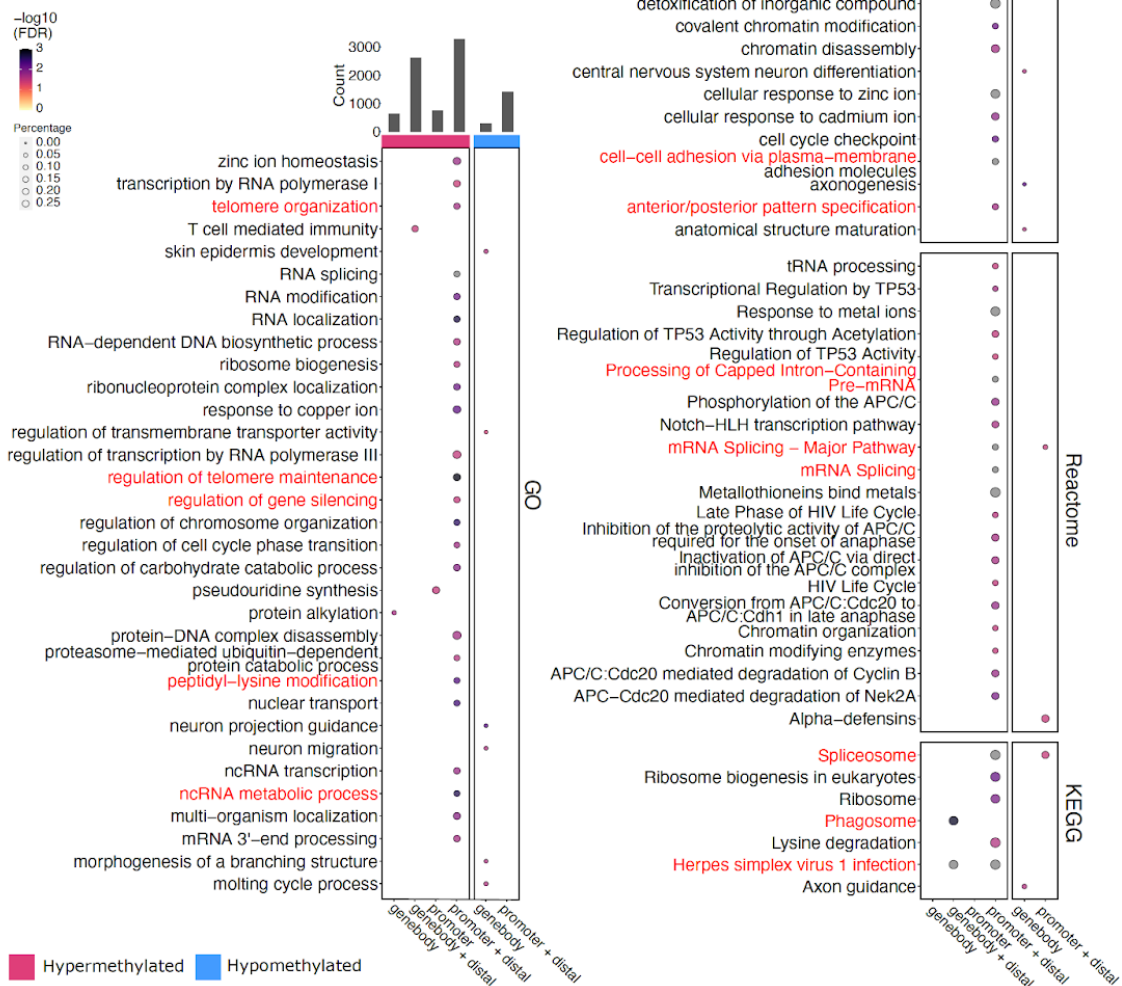 −log10
(FDR)
3
2
1
0
Percentage
0.00
0.05
0.10
0.15
0.20
0.25
Count
3000
2000
1000
0
zinc ion homeostasis
transcription by RNA polymerase I
telomere organization
T cell mediated immunity
skin epidermis development
RNA splicing
RNA modification
RNA localization
RNA−dependent DNA biosynthetic process
ribosome biogenesis
ribonucleoprotein complex localization
response to copper ion
regulation of transmembrane transporter activity
regulation of transcription by RNA polymerase III
regulation of telomere maintenance
regulation of gene silencing
regulation of chromosome organization
regulation of cell cycle phase transition
regulation of carbohydrate catabolic process
pseudouridine synthesis
protein alkylation
protein−DNA complex disassembly
proteasome−mediated ubiquitin−dependent
protein catabolic process
peptidyl−lysine modification
nuclear transport
neuron projection guidance
neuron migration
ncRNA transcription
ncRNA metabolic process
multi−organism localization
mRNA 3'−end processing
morphogenesis of a branching structure
molting cycle process
GO
genebody
genebody + distal
promoter
promoter + distal
genebody
promoter + distal
Hypermethylated
Hypomethylated
detoxification of inorganic compound
covalent chromatin modification
chromatin disassembly
central nervous system neuron differentiation
cellular response to zinc ion
cellular response to cadmium ion
cell cycle checkpoint
cell−cell adhesion via plasma−membrane
adhesion molecules
axonogenesis
anterior/posterior pattern specification
anatomical structure maturation
tRNA processing
Transcriptional Regulation by TP53
Response to metal ions
Regulation of TP53 Activity through Acetylation
Regulation of TP53 Activity
Processing of Capped Intron−Containing
Pre−mRNA
Phosphorylation of the APC/C
Notch−HLH transcription pathway
mRNA Splicing − Major Pathway
mRNA Splicing
Metallothioneins bind metals
Late Phase of HIV Life Cycle
Inhibition of the proteolytic activity of APC/C
required for the onset of anaphase
Inactivation of APC/C via direct
inhibition of the APC/C complex
HIV Life Cycle
Conversion from APC/C:Cdc20 to
APC/C:Cdh1 in late anaphase
Chromatin organization
Chromatin modifying enzymes
APC/C:Cdc20 mediated degradation of Cyclin B
APC−Cdc20 mediated degradation of Nek2A
Alpha−defensins
Reactome
Spliceosome
Ribosome biogenesis in eukaryotes
Ribosome
Phagosome
Lysine degradation
Herpes simplex virus 1 infection
Axon guidance
KEGG
genebody
genebody + distal
promoter
promoter + distal
genebody
promoter + distal